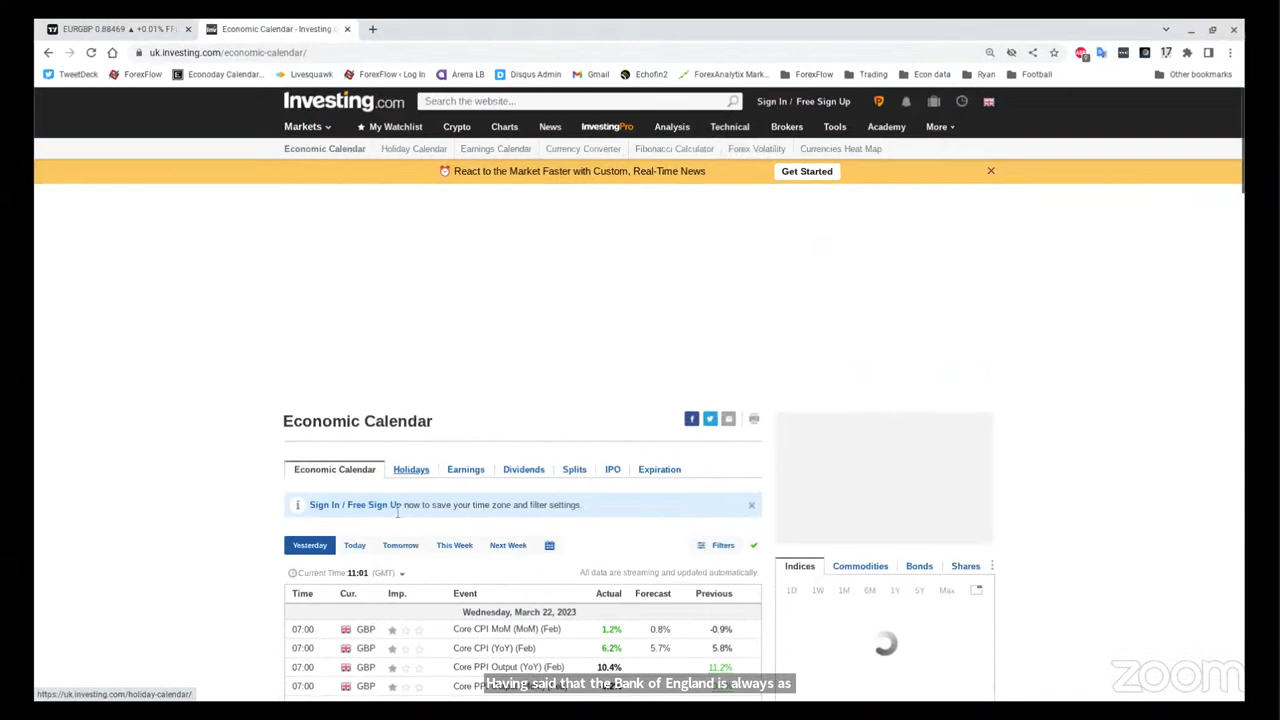 EURGBP 0.88469 ▲ +0.01% FF
Economic Calendar - Investing
uk.investing.com/economic-calendar/
TweetDeck
ForexFlow
Econoday Calendar...
Livesquawk
ForexFlow ‹ Log In
Arena LB
Disqus Admin
Gmail
Echofin2
ForexAnalytix Mark...
ForexFlow
Trading
Econ data
Ryan
Football
Other bookmarks
Investing.com
Search the website...
Sign In / Free Sign Up
Markets
My Watchlist
Crypto
Charts
News
InvestingPro
Analysis
Technical
Brokers
Tools
Academy
More
Economic Calendar
Holiday Calendar
Earnings Calendar
Currency Converter
Fibonacci Calculator
Forex Volatility
Currencies Heat Map
React to the Market Faster with Custom, Real-Time News
Get Started
Economic Calendar
Economic Calendar
Holidays
Earnings
Dividends
Splits
IPO
Expiration
Sign In / Free Sign Up now to save your time zone and filter settings.
Yesterday
Today
Tomorrow
This Week
Next Week
Filters
Current Time: 11:01 (GMT)
All data are streaming and updated automatically.
Indices
Commodities
Bonds
Shares
1D 1W 1M 6M 1Y 5Y Max
Time Cur. Imp. Event Actual Forecast Previous
Wednesday, March 22, 2023
07:00 GBP Core CPI MoM (MoM) (Feb) 1.2% 0.8% -0.9%
07:00 GBP Core CPI (YoY) (Feb) 6.2% 5.7% 5.8%
07:00 GBP Core PPI Output (YoY) (Feb) 10.4% 11.2%
07:00 GBP Core
Having said that the Bank of England is always as
https://uk.investing.com/holiday-calendar/
zoom